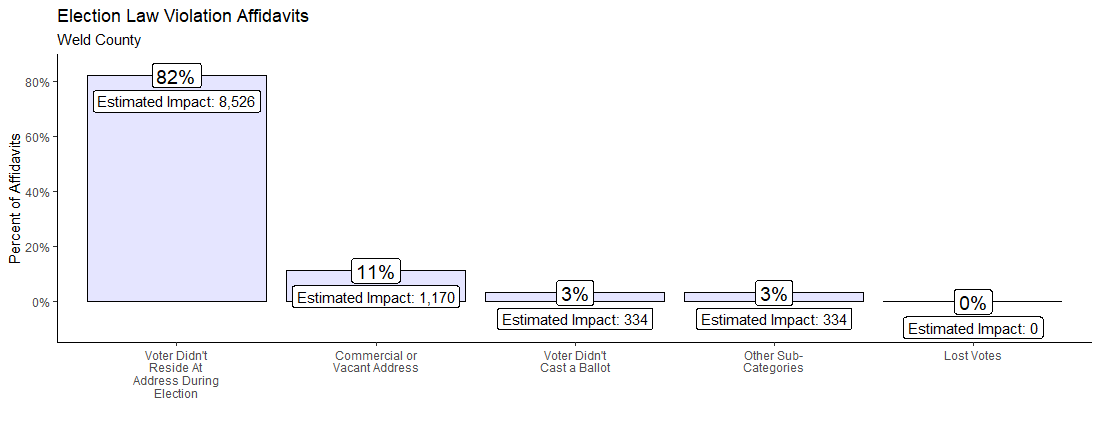 Election Law Violation Affidavits
Weld County
Percent of Affidavits
80%
60%
40%
20%
0%
82%
Estimated Impact: 8,526
11%
Estimated Impact: 1,170
3%
Estimated Impact: 334
3%
Estimated Impact: 334
0%
Estimated Impact: 0
Voter Didn't
Reside At
Address During
Election
Commercial or
Vacant Address
Voter Didn't
Cast a Ballot
Other Sub-
Categories
Lost Votes